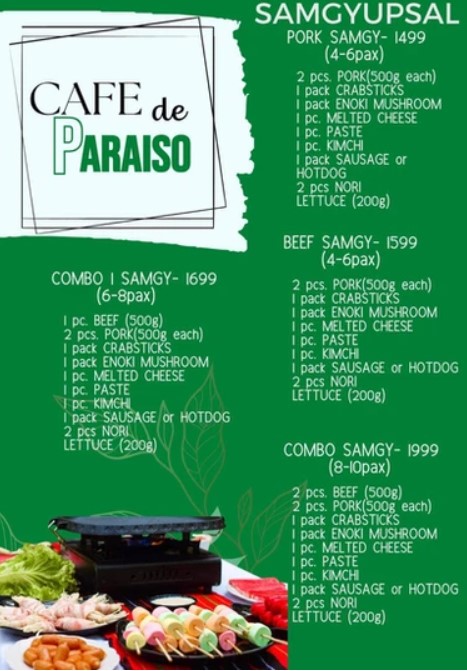 SAMGYUPSAL
CAFE de
PARAISO
PORK SAMGY- 1499
(4-6pax)
2 pcs. PORK(500g each)
1 pack CRABSTICKS
1 pack ENOKI MUSHROOM
1 pc. MELTED CHEESE
1 pc. PASTE
1 pc. KIMCHI
1 pack SAUSAGE or
HOTDOG
2 pcs NORI
LETTUCE (200g)
BEEF SAMGY- 1599
(4-6pax)
2 pcs. PORK(500g each)
1 pack CRABSTICKS
1 pack ENOKI MUSHROOM
1 pc. MELTED CHEESE
1 pc. PASTE
1 pc. KIMCHI
1 pack SAUSAGE or HOTDOG
2 pcs NORI
LETTUCE (200g)
COMBO 1 SAMGY- 1699
(6-8pax)
1 pc. BEEF (500g)
2 pcs. PORK(500g each)
1 pack CRABSTICKS
1 pack ENOKI MUSHROOM
1 pc. MELTED CHEESE
1 pc. PASTE
1 pc. KIMCHI
1 pack SAUSAGE or HOTDOG
2 pcs NORI
LETTUCE (200g)
COMBO SAMGY- 1999
(8-10pax)
2 pcs. BEEF (500g)
2 pcs. PORK(500g each)
1 pack CRABSTICKS
1 pack ENOKI MUSHROOM
1 pc. MELTED CHEESE
1 pc. PASTE
1 pc. KIMCHI
1 pack SAUSAGE or HOTDOG
2 pcs NORI
LETTUCE (200g)